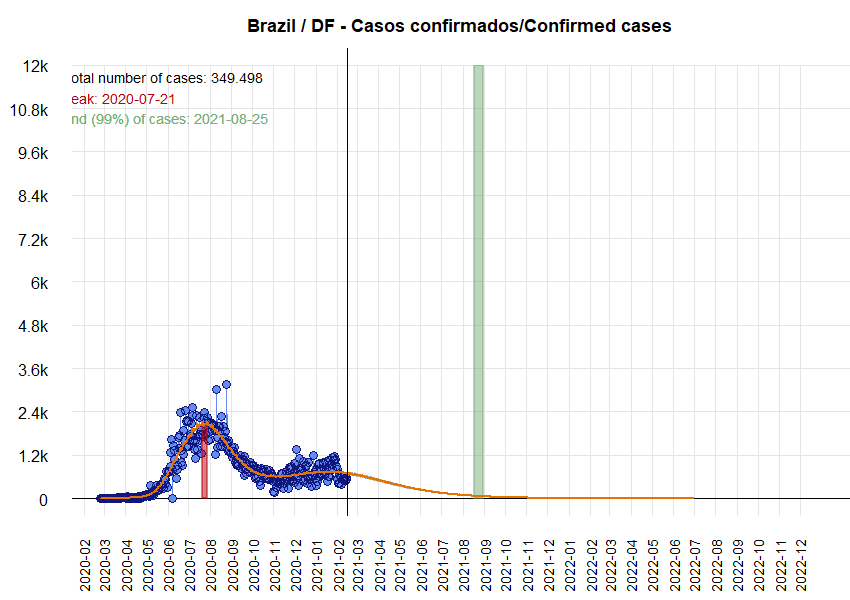 Brazil / DF - Casos confirmados/Confirmed cases
12k
10.8k
9.6k
8.4k
7.2k
6k
4.8k
3.6k
2.4k
1.2k
0
otal number of cases: 349.498
eak: 2020-07-21
nd (99%) of cases: 2021-08-25
2020-02
2020-03
2020-04
2020-05
2020-06
2020-07
2020-08
2020-09
2020-10
2020-11
2020-12
2021-01
2021-02
2021-03
2021-04
2021-05
2021-06
2021-07
2021-08
2021-09
2021-10
2021-11
2021-12
2022-01
2022-02
2022-03
2022-04
2022-05
2022-06
2022-07
2022-08
2022-09
2022-10
2022-11
2022-12